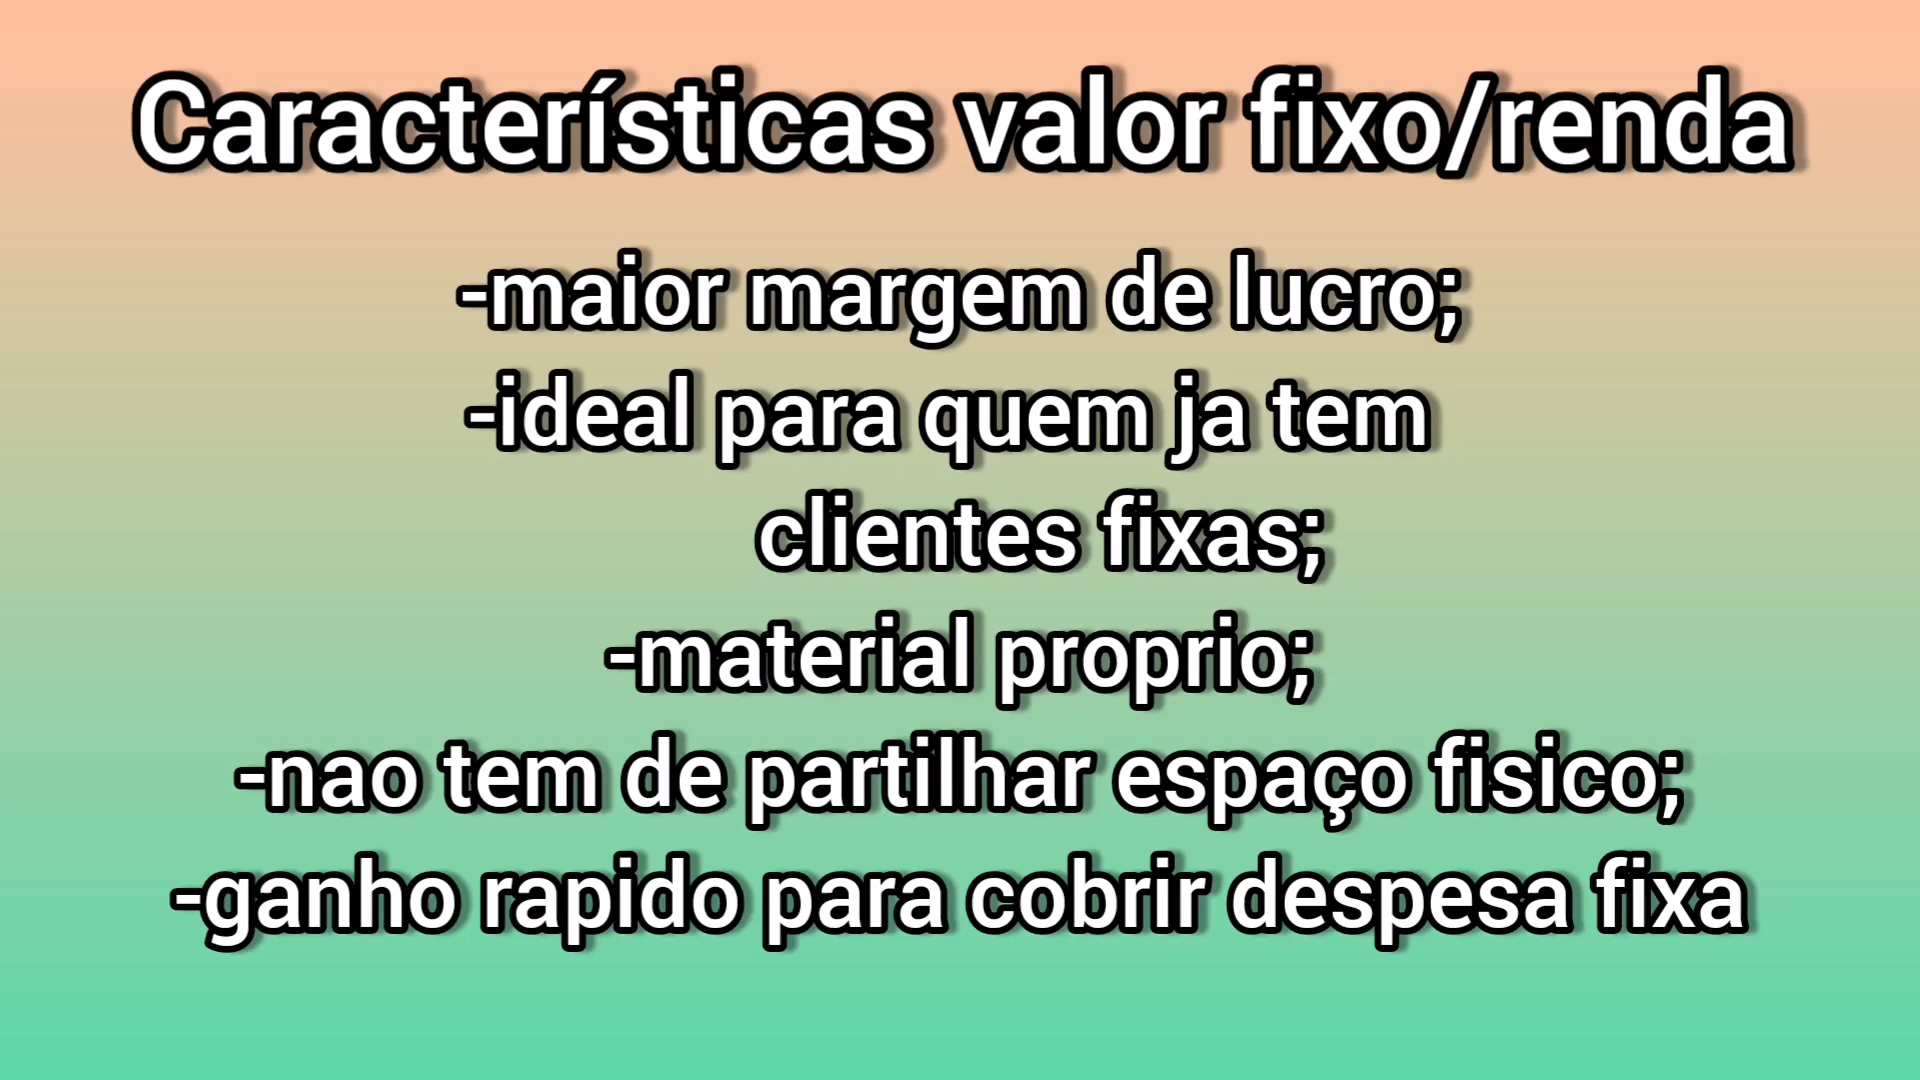 Características valor fixo/renda
-maior margem de lucro;
-ideal para quem ja tem
clientes fixas;
-material proprio;
-nao tem de partilhar espaço fisico;
-ganho rapido para cobrir despesa fixa